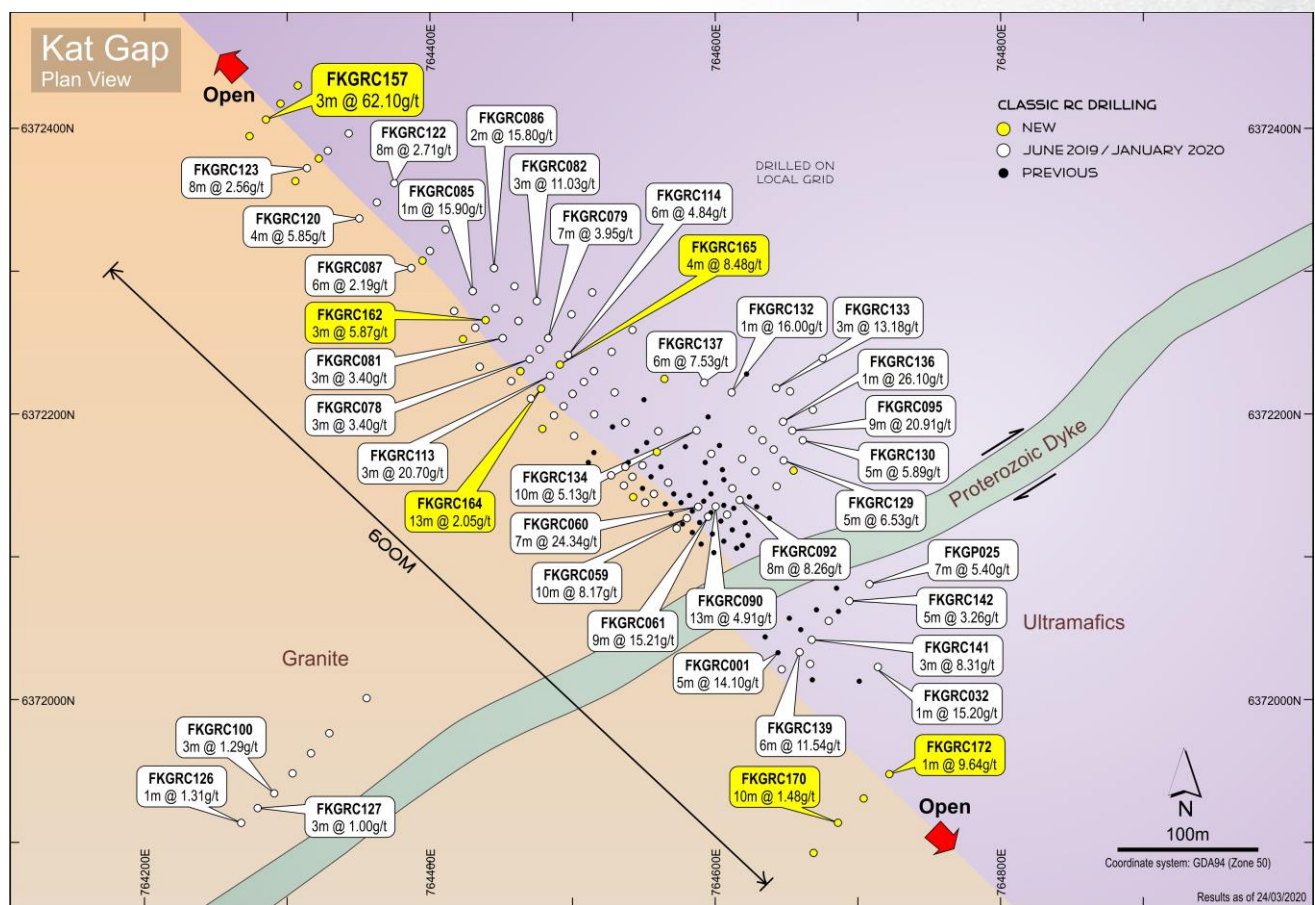 Kat Gap
Plan View
Open
FKGRC157
3m @ 62.10g/t
764400E
764600E
764800E
6372400N
6372400N
CLASSIC RC DRILLING
NEW
JUNE 2019 / JANUARY 2020
PREVIOUS
DRILLED ON
LOCAL GRID
FKGRC086
2m @ 15.80g/t
FKGRC122
8m @ 2.71g/t
FKGRC082
3m @ 11.03g/t
FKGRC123
8m @ 2.56g/t
FKGRC085
1m @ 15.90g/t
FKGRC114
6m @ 4.84g/t
FKGRC079
7m @ 3.95g/t
FKGRC120
4m @ 5.85g/t
FKGRC165
4m @ 8.48g/t
FKGRC087
6m @ 2.19g/t
FKGRC162
3m @ 5.87g/t
FKGRC132
1m @ 16.00g/t
FKGRC133
3m @ 13.18g/t
FKGRC137
6m @ 7.53g/t
FKGRC081
3m @ 3.40g/t
FKGRC136
1m @ 26.10g/t
FKGRC078
3m @ 3.40g/t
6372200N
6372200N
FKGRC095
9m @ 20.91g/t
FKGRC113
3m @ 20.70g/t
FKGRC130
5m @ 5.89g/t
FKGRC134
10m @ 5.13g/t
FKGRC164
13m @ 2.05g/t
FKGRC129
5m @ 6.53g/t
Proterozoic Dyke
FKGRC060
7m @ 24.34g/t
600M
FKGRC092
8m @ 8.26g/t
FKGRC059
10m @ 8.17g/t
FKGP025
7m @ 5.40g/t
FKGRC090
13m @ 4.91g/t
FKGRC142
5m @ 3.26g/t
FKGRC061
9m @ 15.21g/t
Ultramafics
FKGRC141
3m @ 8.31g/t
Granite
FKGRC001
5m @ 14.10g/t
FKGRC032
1m @ 15.20g/t
6372000N
6372000N
FKGRC139
6m @ 11.54g/t
FKGRC100
3m @ 1.29g/t
FKGRC172
1m @ 9.64g/t
FKGRC126
1m @ 1.31g/t
FKGRC170
10m @ 1.48g/t
FKGRC127
3m @ 1.00g/t
Open
N
100m
Coordinate system: GDA94 (Zone 50)
764200E
764400E
764600E
764800E
Results as of 24/03/2020